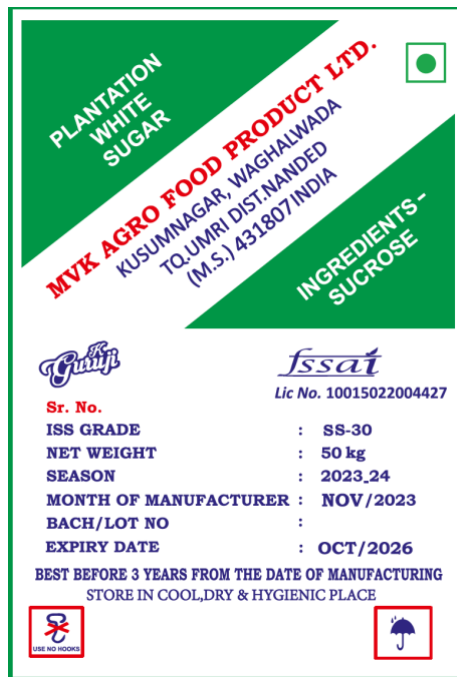 PLANTATION
WHITE
SUGAR
MVK AGRO FOOD PRODUCT LTD.
KUSUMNAGAR, WAGHALWADA
TQ.UMRI DIST.NANDED
(M.S.) 431807 INDIA
INGREDIENTS -
SUCROSE
K
Guruji
fssai
Lic No. 10015022004427
Sr. No.
ISS GRADE : SS-30
NET WEIGHT : 50 kg
SEASON : 2023_24
MONTH OF MANUFACTURER : NOV/2023
BACH/LOT NO :
EXPIRY DATE : OCT/2026
BEST BEFORE 3 YEARS FROM THE DATE OF MANUFACTURING
STORE IN COOL,DRY & HYGIENIC PLACE
USE NO HOOKS